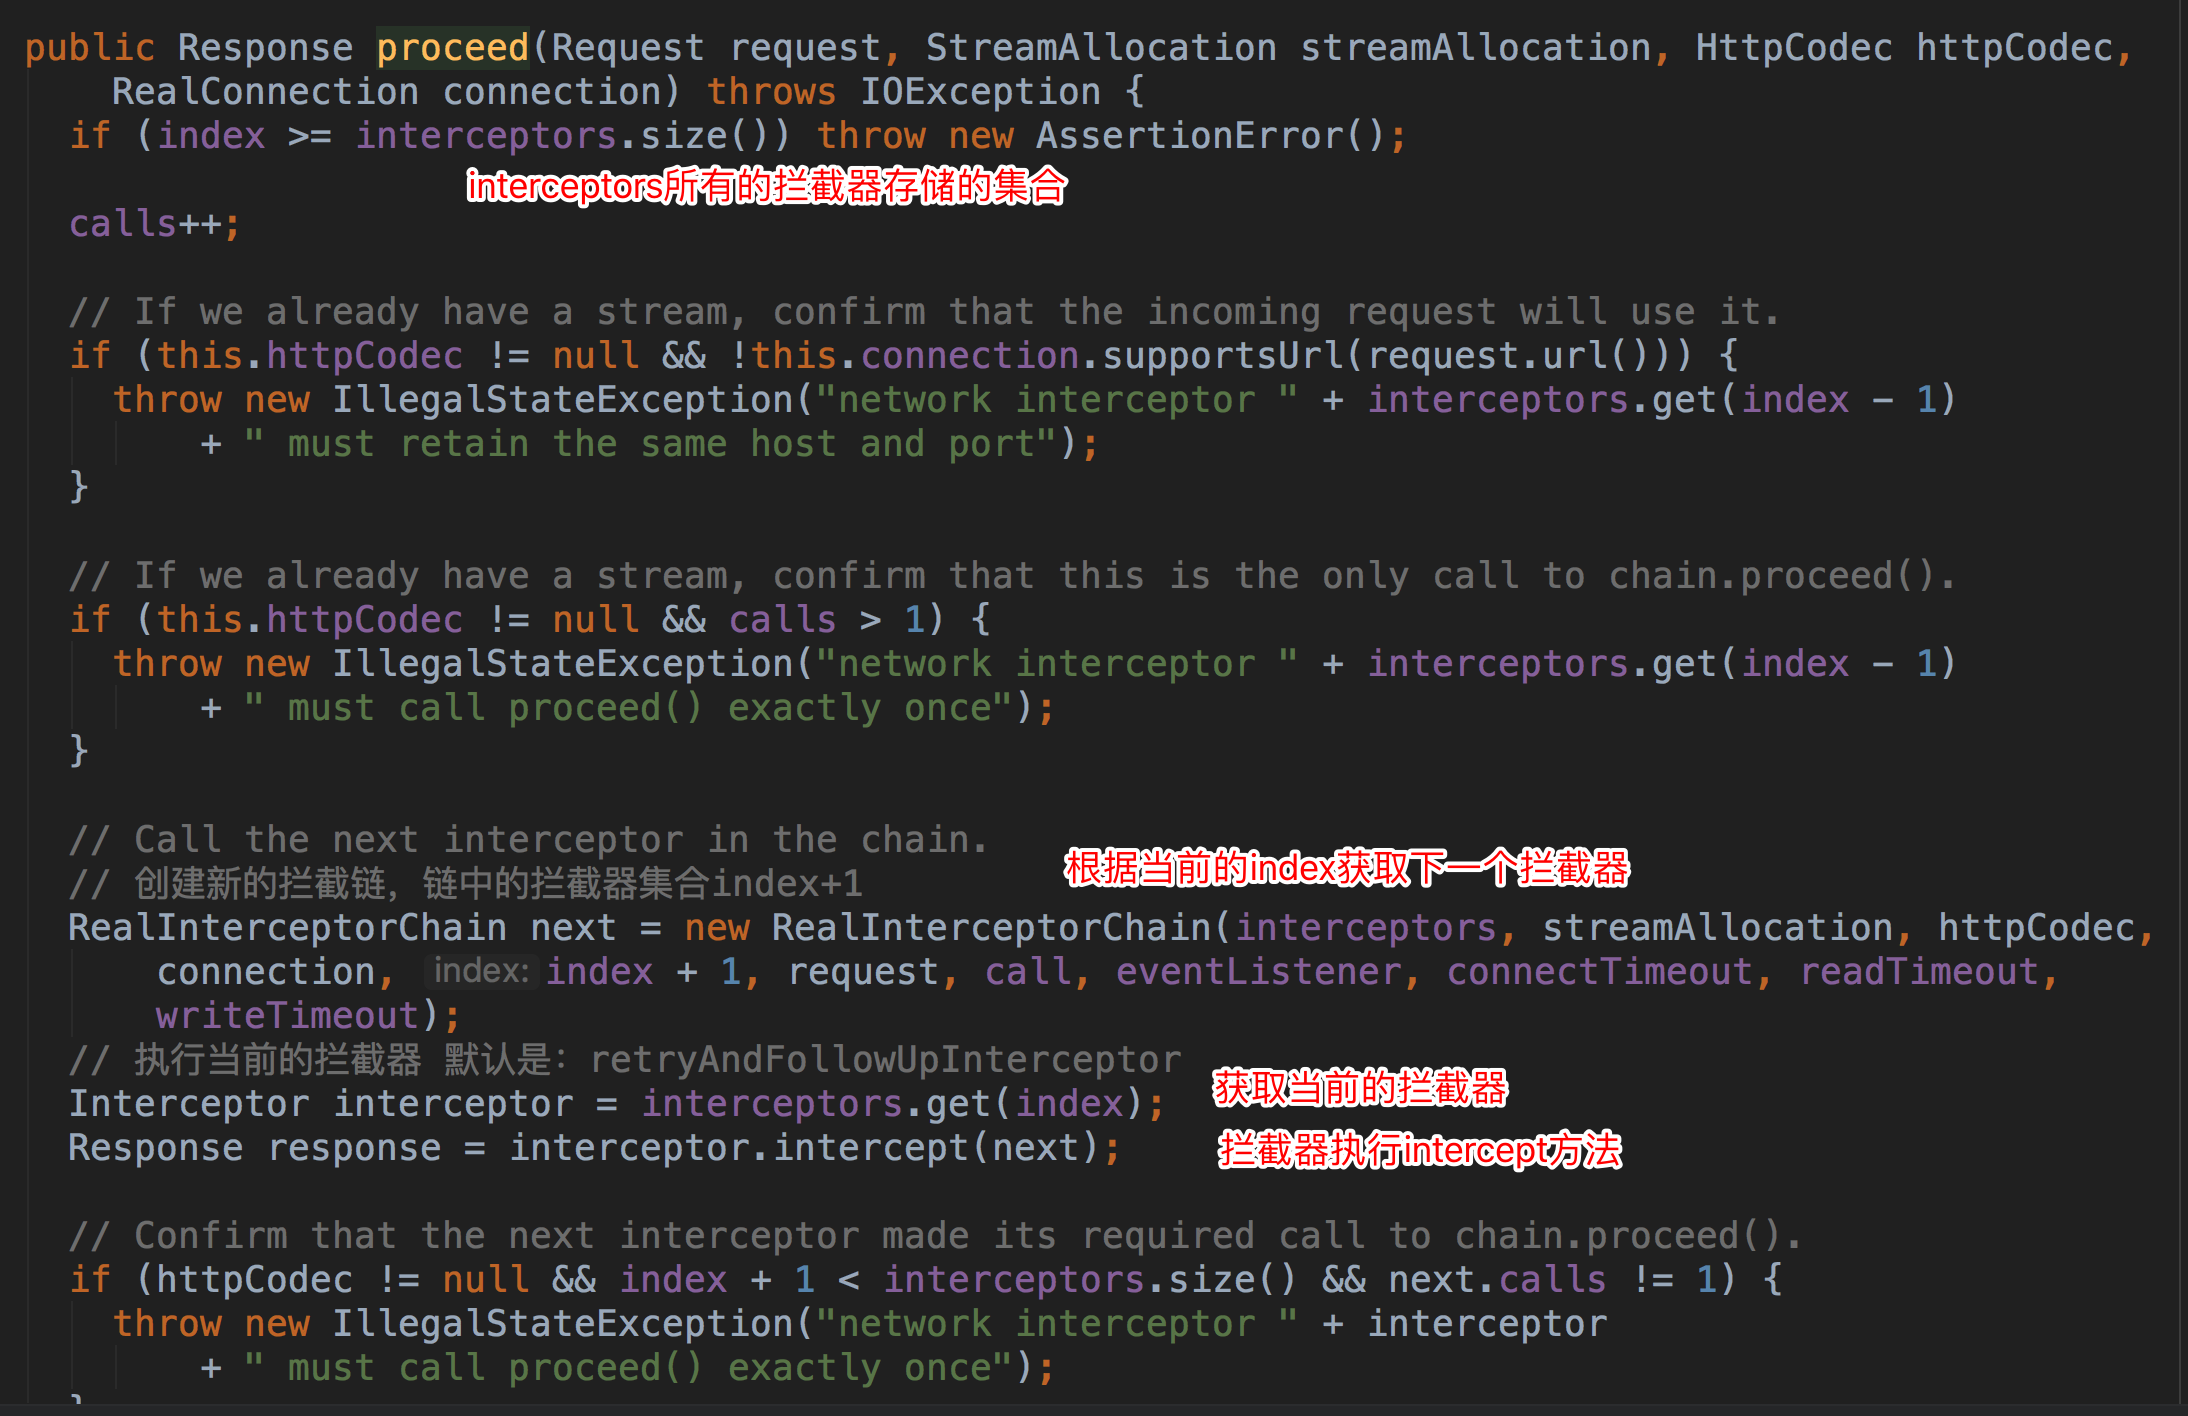 public Response proceed(Request request, StreamAllocation streamAllocation, HttpCodec httpCodec,
RealConnection connection) throws IOException {
if (index >= interceptors.size()) throw new AssertionError();
interceptors所有的拦截器存储的集合
calls++;
// If we already have a stream, confirm that the incoming request will use it.
if (this.httpCodec != null && !this.connection.supportsUrl(request.url())) {
throw new IllegalStateException("network interceptor " + interceptors.get(index - 1)
+ " must retain the same host and port");
}
// If we already have a stream, confirm that this is the only call to chain.proceed().
if (this.httpCodec != null && calls > 1) {
throw new IllegalStateException("network interceptor " + interceptors.get(index - 1)
+ " must call proceed() exactly once");
}
// Call the next interceptor in the chain.
根据当前的index获取下一个拦截器
// 创建新的拦截链，链中的拦截器集合index+1
RealInterceptorChain next = new RealInterceptorChain(interceptors, streamAllocation, httpCodec,
connection, index: index + 1, request, call, eventListener, connectTimeout, readTimeout,
writeTimeout);
// 执行当前的拦截器 默认是：retryAndFollowUpInterceptor
获取当前的拦截器
Interceptor interceptor = interceptors.get(index);
Response response = interceptor.intercept(next);
拦截器执行intercept方法
// Confirm that the next interceptor made its required call to chain.proceed().
if (httpCodec != null && index + 1 < interceptors.size() && next.calls != 1) {
throw new IllegalStateException("network interceptor " + interceptor
+ " must call proceed() exactly once");
}